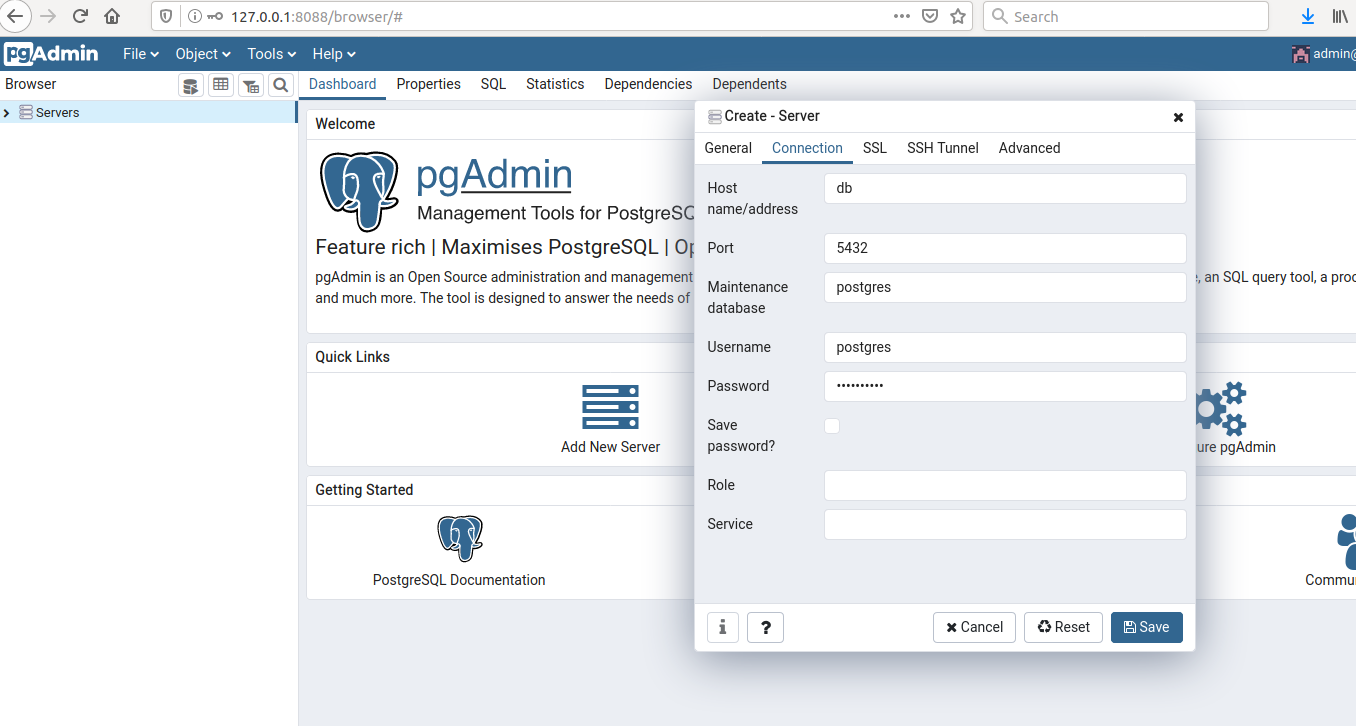 127.0.0.1:8088/browser/#
Search
pgAdmin File Object Tools Help admin@
Browser
Dashboard Properties SQL Statistics Dependencies Dependents
Servers
Welcome
pgAdmin
Management Tools for PostgreSQ
Feature rich | Maximises PostgreSQL | Op
pgAdmin is an Open Source administration and management
, an SQL query tool, a proc
and much more. The tool is designed to answer the needs of
Quick Links
Add New Server
ure pgAdmin
Getting Started
PostgreSQL Documentation
Commu
Create - Server
General Connection SSL SSH Tunnel Advanced
Host
name/address
db
Port
5432
Maintenance
database
postgres
Username
postgres
Password
••••••••••
Save
password?
Role
Service
i
?
Cancel
Reset
Save